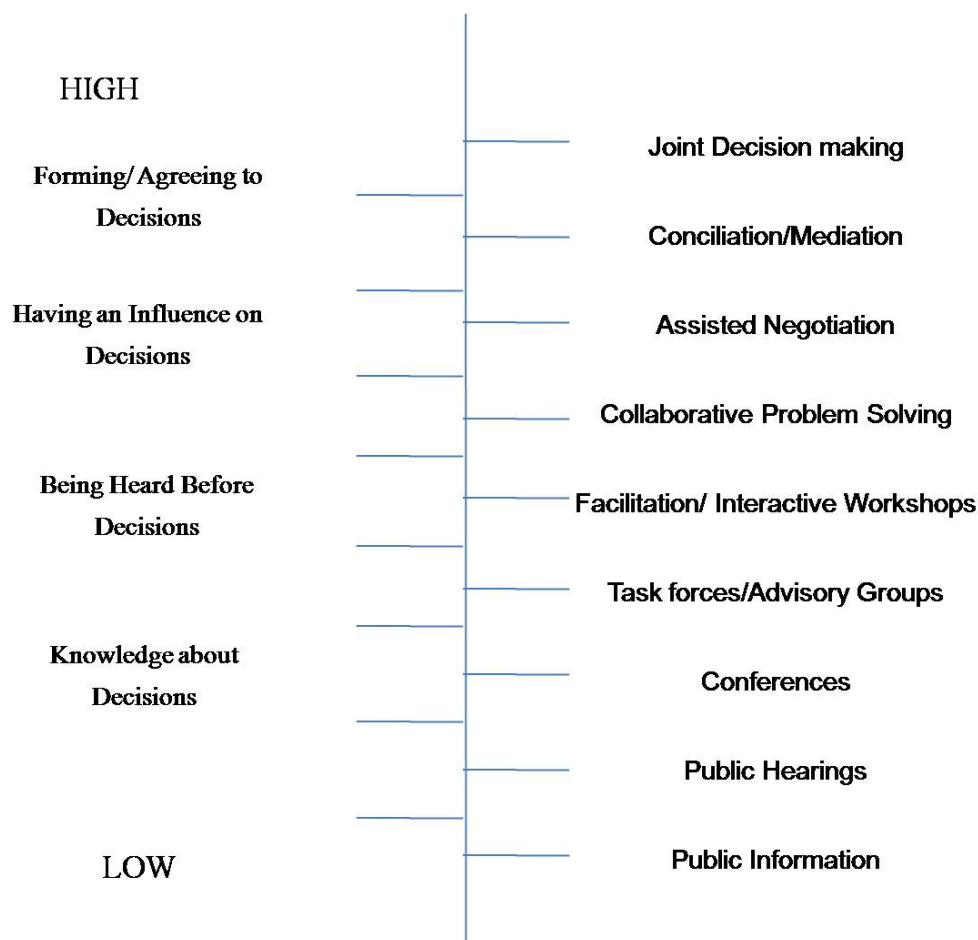 HIGH
Forming/ Agreeing to
Decisions
Having an Influence on
Decisions
Being Heard Before
Decisions
Knowledge about
Decisions
LOW
Joint Decision making
Conciliation/Mediation
Assisted Negotiation
Collaborative Problem Solving
Facilitation/ Interactive Workshops
Task forces/Advisory Groups
Conferences
Public Hearings
Public Information